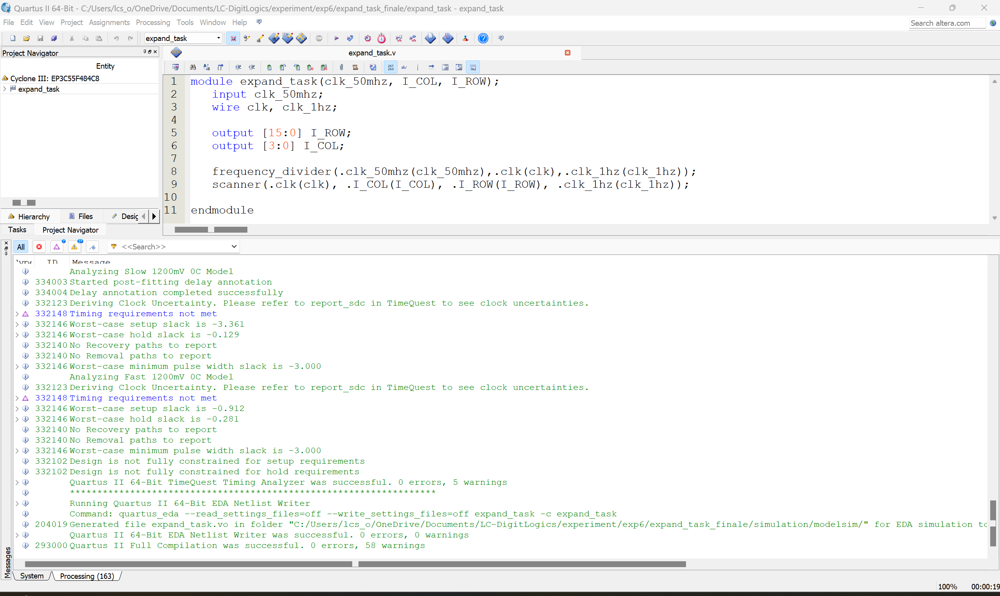 Quartus II 64-Bit - C:/Users/lcs_o/OneDrive/Documents/LC-DigitLogics/experiment/exp6/expand_task_finale/expand_task - expand_task
File Edit View Project Assignments Processing Tools Window Help
Search altera.com
expand_task
Project Navigator
Entity
Cyclone III: EP3C55F484C8
expand_task
Hierarchy Files Desig
Tasks Project Navigator
expand_task.v
1 module expand_task(clk_50mhz, I_COL, I_ROW);
2 input clk_50mhz;
3 wire clk, clk_1hz;
4
5 output [15:0] I_ROW;
6 output [3:0] I_COL;
7
8 frequency_divider(.clk_50mhz(clk_50mhz),.clk(clk),.clk_1hz(clk_1hz));
9 scanner(.clk(clk), .I_COL(I_COL), .I_ROW(I_ROW), .clk_1hz(clk_1hz));
10
11 endmodule
All 7 37 <<Search>>
Type ID Message
Analyzing Slow 1200mV 0C Model
334003 Started post-fitting delay annotation
334004 Delay annotation completed successfully
332123 Deriving Clock Uncertainty. Please refer to report_sdc in TimeQuest to see clock uncertainties.
332148 Timing requirements not met
332146 Worst-case setup slack is -3.361
332146 Worst-case hold slack is -0.129
332140 No Recovery paths to report
332140 No Removal paths to report
332146 Worst-case minimum pulse width slack is -3.000
Analyzing Fast 1200mV 0C Model
332123 Deriving Clock Uncertainty. Please refer to report_sdc in TimeQuest to see clock uncertainties.
332148 Timing requirements not met
332146 Worst-case setup slack is -0.912
332146 Worst-case hold slack is -0.281
332140 No Recovery paths to report
332140 No Removal paths to report
332146 Worst-case minimum pulse width slack is -3.000
332102 Design is not fully constrained for setup requirements
332102 Design is not fully constrained for hold requirements
Quartus II 64-Bit TimeQuest Timing Analyzer was successful. 0 errors, 5 warnings
*******************************************************************
Running Quartus II 64-Bit EDA Netlist Writer
Command: quartus_eda --read_settings_files=off --write_settings_files=off expand_task -c expand_task
204019 Generated file expand_task.vo in folder "C:/Users/lcs_o/OneDrive/Documents/LC-DigitLogics/experiment/exp6/expand_task_finale/simulation/modelsim/" for EDA simulation to
Quartus II 64-Bit EDA Netlist Writer was successful. 0 errors, 0 warnings
293000 Quartus II Full Compilation was successful. 0 errors, 58 warnings
Messages
System Processing (163)
100% 00:00:19